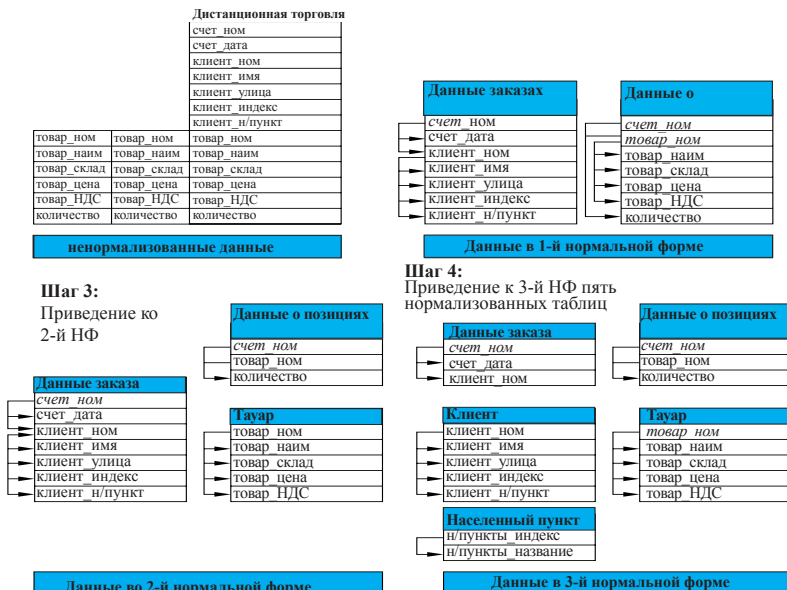 Дистанционная торговля
счет_ном
счет_дата
клиент_ном
клиент_имя
клиент_улица
клиент_индекс
клиент_н/пункт
товар_ном товар_ном товар_ном
товар_наим товар_наим товар_наим
товар_склад товар_склад товар_склад
товар_цена товар_цена товар_цена
товар_НДС товар_НДС товар_НДС
количество количество количество
ненормализованные данные
Данные заказах
счет_ном
счет_дата
клиент_ном
клиент_имя
клиент_улица
клиент_индекс
клиент_н/пункт
Данные о
счет_ном
товар_ном
товар_наим
товар_склад
товар_цена
товар_НДС
количество
Данные в 1-й нормальной форме
Шаг 3:
Приведение ко
2-й НФ
Данные о позициях
счет_ном
товар_ном
количество
Данные заказа
счет_ном
счет_дата
клиент_ном
клиент_имя
клиент_улица
клиент_индекс
клиент_н/пункт
Тауар
товар_ном
товар_наим
товар_склад
товар_цена
товар_НДС
Данные во 2-й нормальной форме
Шаг 4:
Приведение к 3-й НФ пять
нормализованных таблиц
Данные заказа
счет_ном
счет_дата
клиент_ном
Данные о позициях
счет_ном
товар_ном
количество
Клиент
клиент_ном
клиент_имя
клиент_улица
клиент_индекс
клиент_н/пункт
Тауар
товар_ном
товар_наим
товар_склад
товар_цена
товар_НДС
Населенный пункт
н/пункты_индекс
н/пункты_название
Данные в 3-й нормальной форме